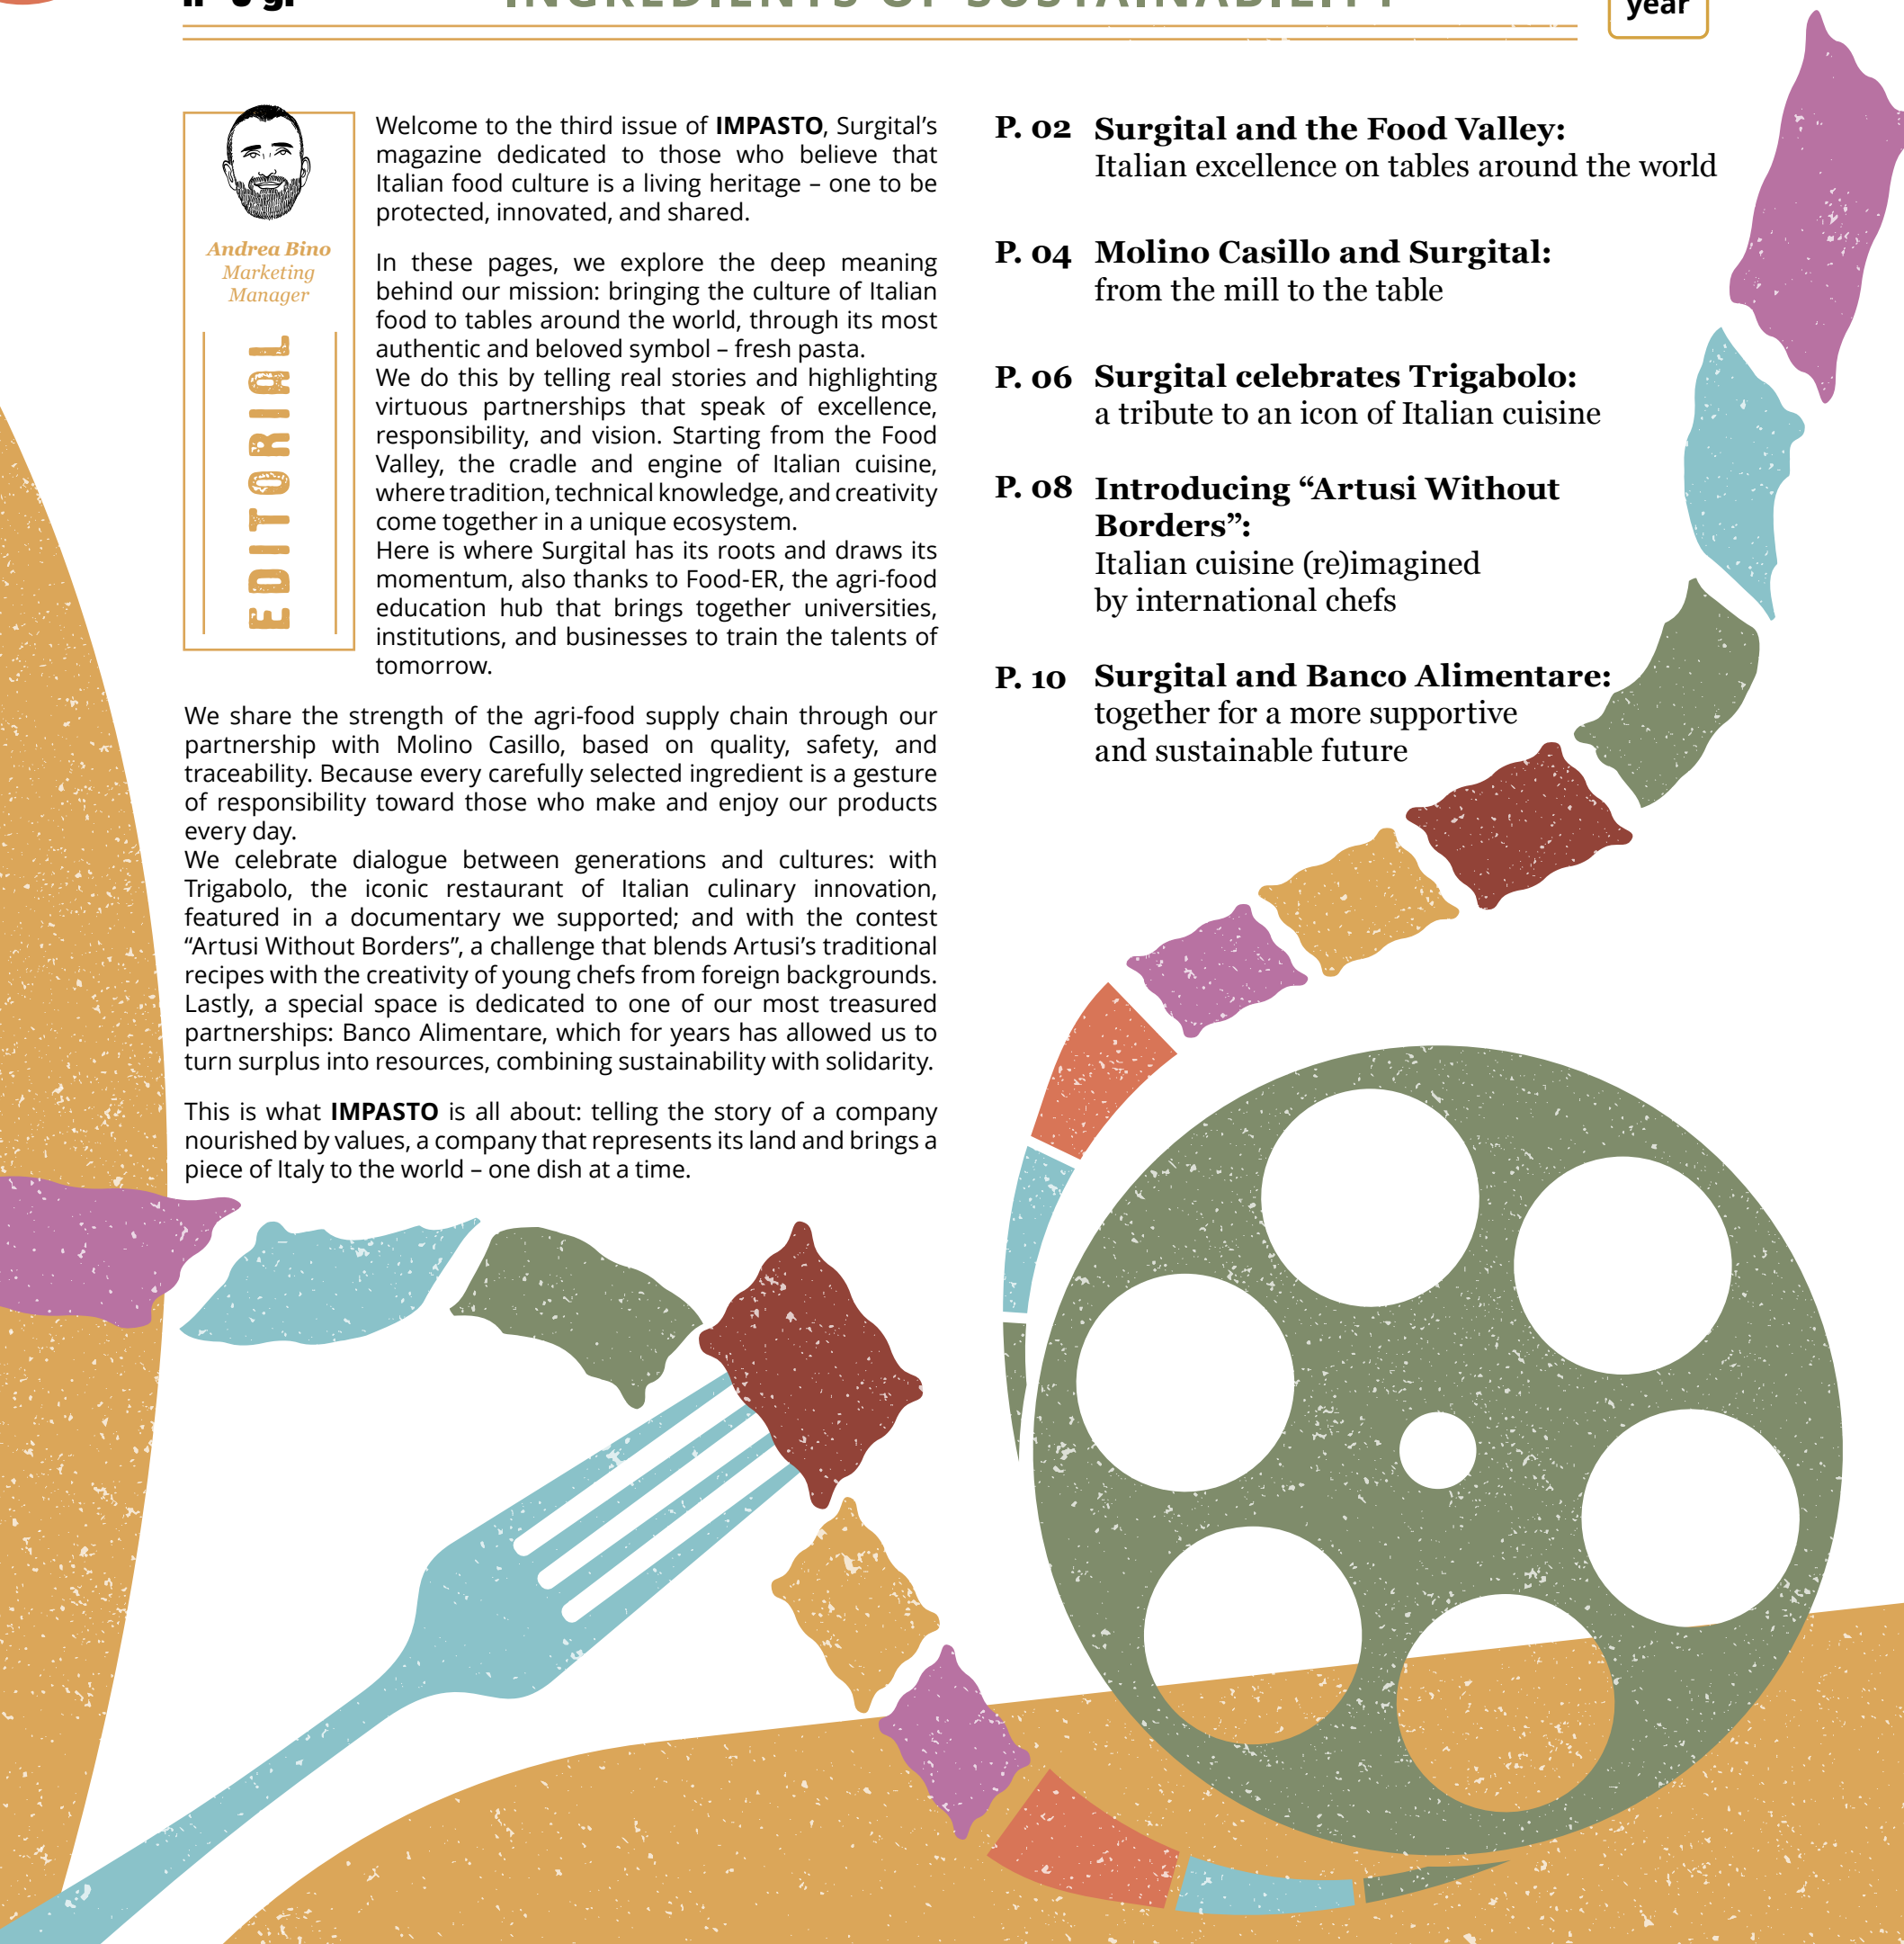 INGREDIENTS OF SUSTAINABILITY
year
Andrea Bino
Marketing
Manager
EDITORIAL
Welcome to the third issue of IMPASTO, Surgital’s
magazine dedicated to those who believe that
Italian food culture is a living heritage – one to be
protected, innovated, and shared.
In these pages, we explore the deep meaning
behind our mission: bringing the culture of Italian
food to tables around the world, through its most
authentic and beloved symbol – fresh pasta.
We do this by telling real stories and highlighting
virtuous partnerships that speak of excellence,
responsibility, and vision. Starting from the Food
Valley, the cradle and engine of Italian cuisine,
where tradition, technical knowledge, and creativity
come together in a unique ecosystem.
Here is where Surgital has its roots and draws its
momentum, also thanks to Food-ER, the agri-food
education hub that brings together universities,
institutions, and businesses to train the talents of
tomorrow.
We share the strength of the agri-food supply chain through our
partnership with Molino Casillo, based on quality, safety, and
traceability. Because every carefully selected ingredient is a gesture
of responsibility toward those who make and enjoy our products
every day.
We celebrate dialogue between generations and cultures: with
Trigabolo, the iconic restaurant of Italian culinary innovation,
featured in a documentary we supported; and with the contest
“Artusi Without Borders”, a challenge that blends Artusi’s traditional
recipes with the creativity of young chefs from foreign backgrounds.
Lastly, a special space is dedicated to one of our most treasured
partnerships: Banco Alimentare, which for years has allowed us to
turn surplus into resources, combining sustainability with solidarity.
This is what IMPASTO is all about: telling the story of a company
nourished by values, a company that represents its land and brings a
piece of Italy to the world – one dish at a time.
P. 02 Surgital and the Food Valley:
Italian excellence on tables around the world
P. 04 Molino Casillo and Surgital:
from the mill to the table
P. 06 Surgital celebrates Trigabolo:
a tribute to an icon of Italian cuisine
P. 08 Introducing “Artusi Without
Borders”:
Italian cuisine (re)imagined
by international chefs
P. 10 Surgital and Banco Alimentare:
together for a more supportive
and sustainable future